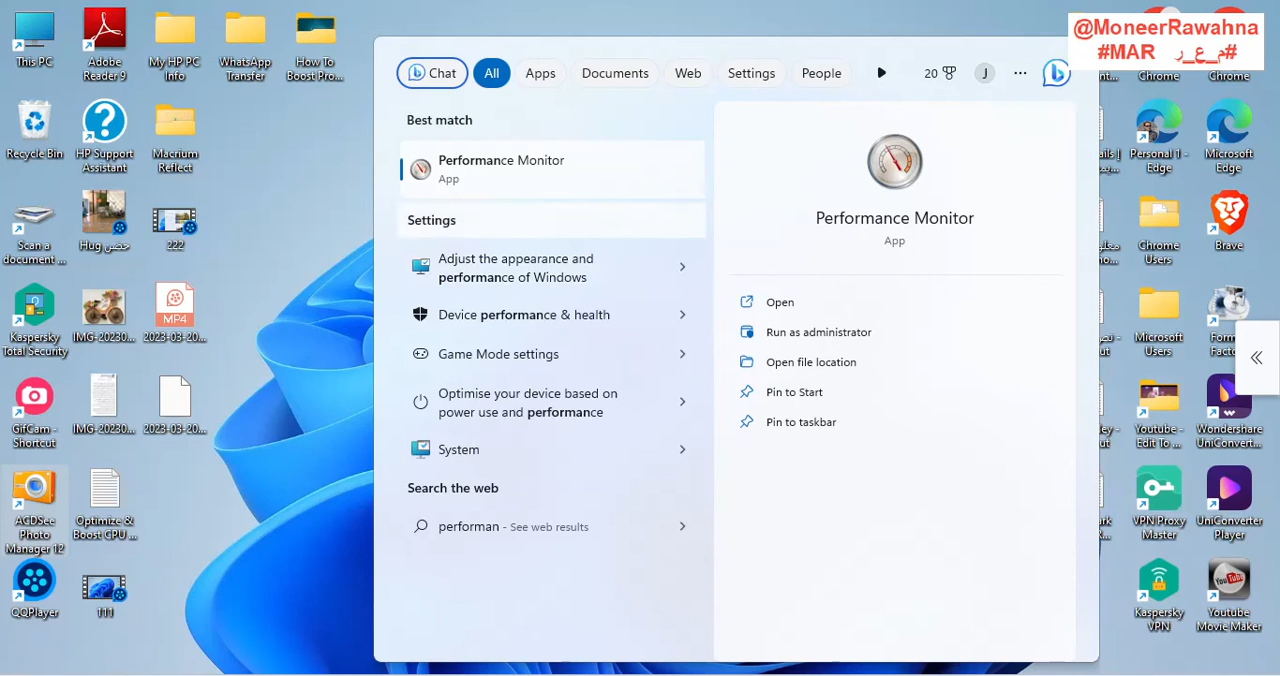 @MoneerRawahna
#MAR م_ع_ر#
This PC
Adobe
Reader 9
My HP PC
Info
WhatsApp
Transfer
How To
Boost Pro...
Recycle Bin
HP Support
Assistant
Macrium
Reflect
Scan a
document ...
Hug حضن
222
Kaspersky
Total Security
IMG-20230...
MP4
2023-03-20...
GifCam -
Shortcut
IMG-20230...
2023-03-20...
ACDSee
Photo
Manager 12
Optimize &
Boost CPU ...
QQPlayer
111
Chat
All
Apps
Documents
Web
Settings
People
20
J
Best match
Performance Monitor
App
Settings
Adjust the appearance and
performance of Windows
Device performance & health
Game Mode settings
Optimise your device based on
power use and performance
System
Search the web
performan - See web results
Performance Monitor
App
Open
Run as administrator
Open file location
Pin to Start
Pin to taskbar
Chrome
Chrome
Personal 1 -
Edge
Microsoft
Edge
Chrome
Users
Brave
Microsoft
Users
Youtube -
Edit To ...
Wondershare
UniConvert...
VPN Proxy
Master
UniConverter
Player
Kaspersky
VPN
You Tube
Youtube
Movie Maker